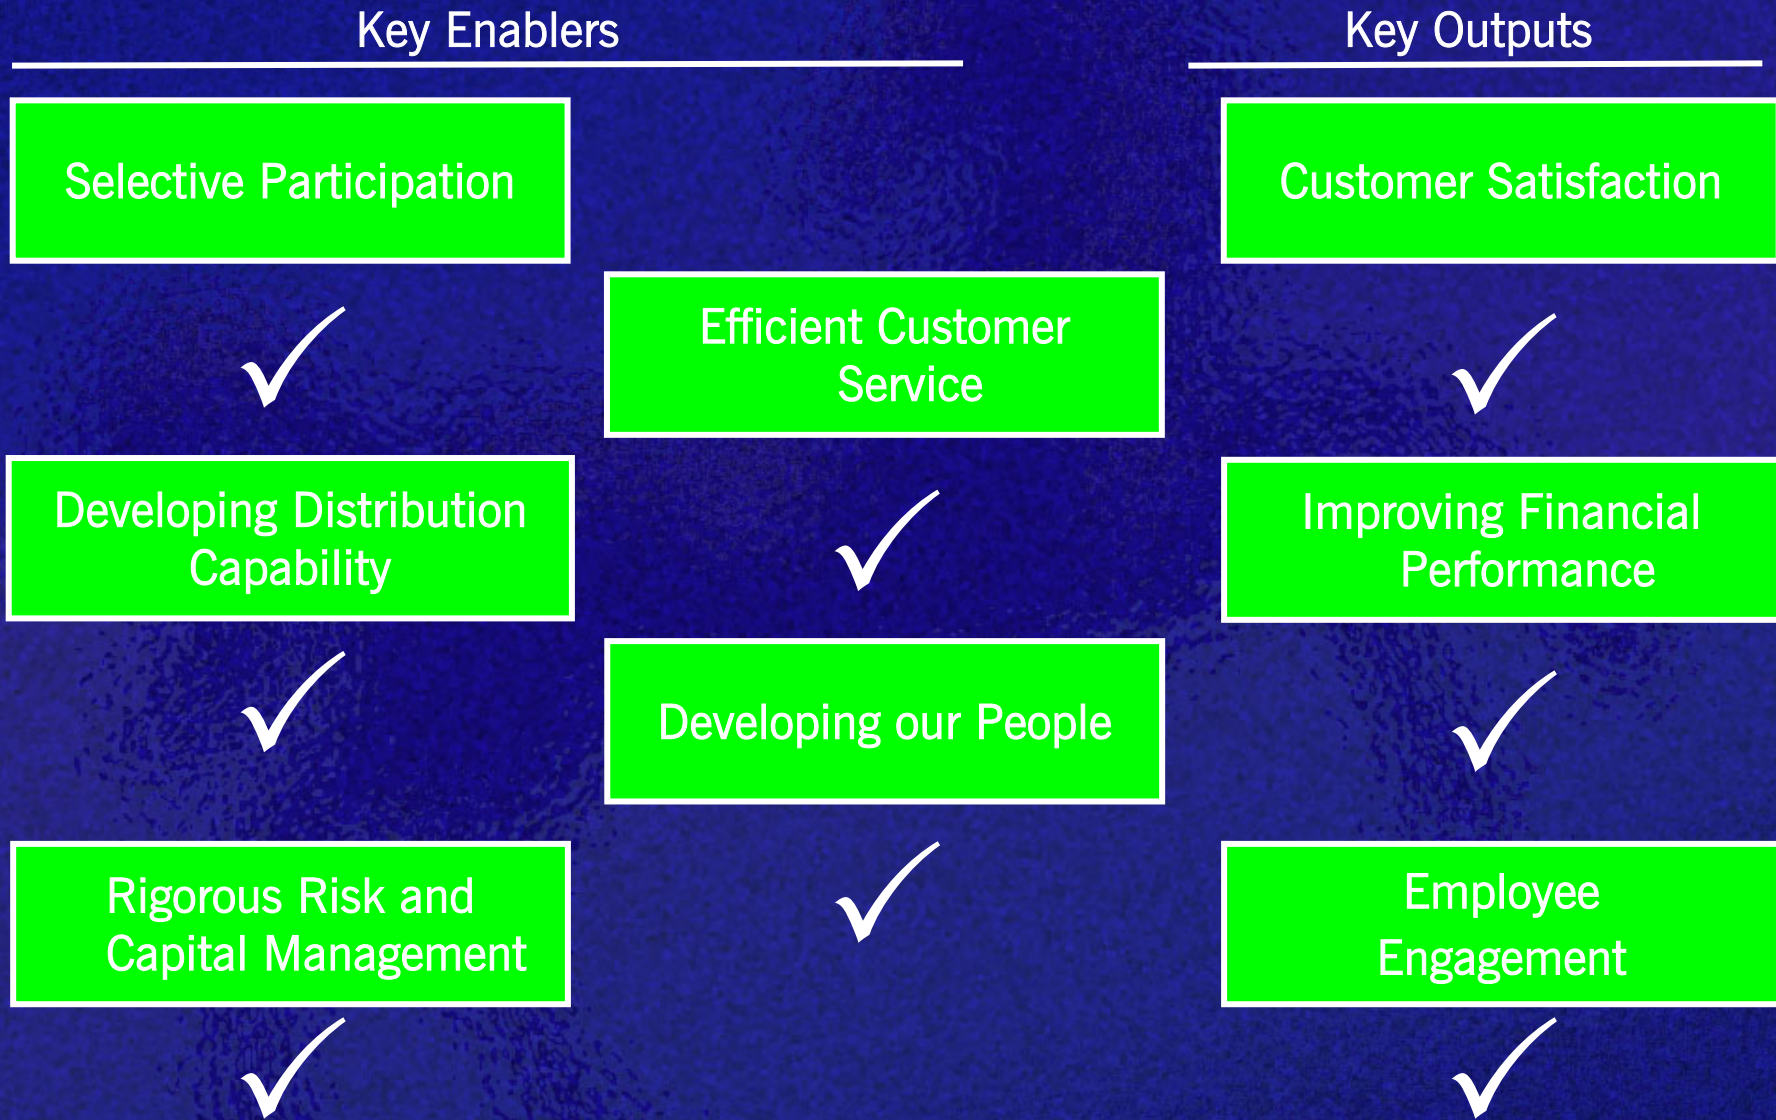 Key Enablers
Key Outputs
Selective Participation
Customer Satisfaction
Efficient Customer
Service
Developing Distribution
Capability
Improving Financial
Performance
Developing our People
Rigorous Risk and
Capital Management
Employee
Engagement